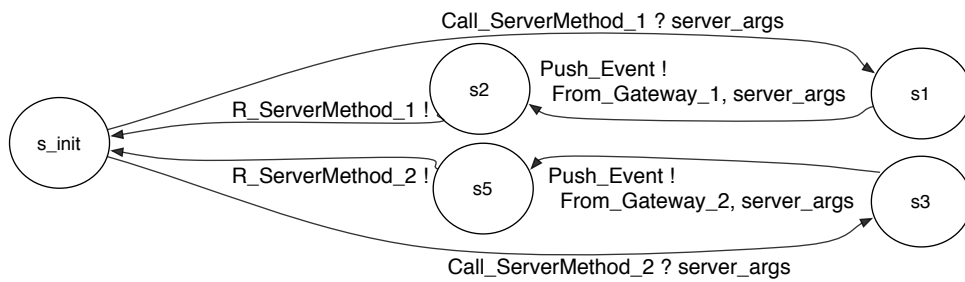 Call_ServerMethod_1 ? server_args
s2
Push_Event !
From_Gateway_1, server_args
s1
R_ServerMethod_1 !
s_init
R_ServerMethod_2 !
s5
Push_Event !
From_Gateway_2, server_args
s3
Call_ServerMethod_2 ? server_args